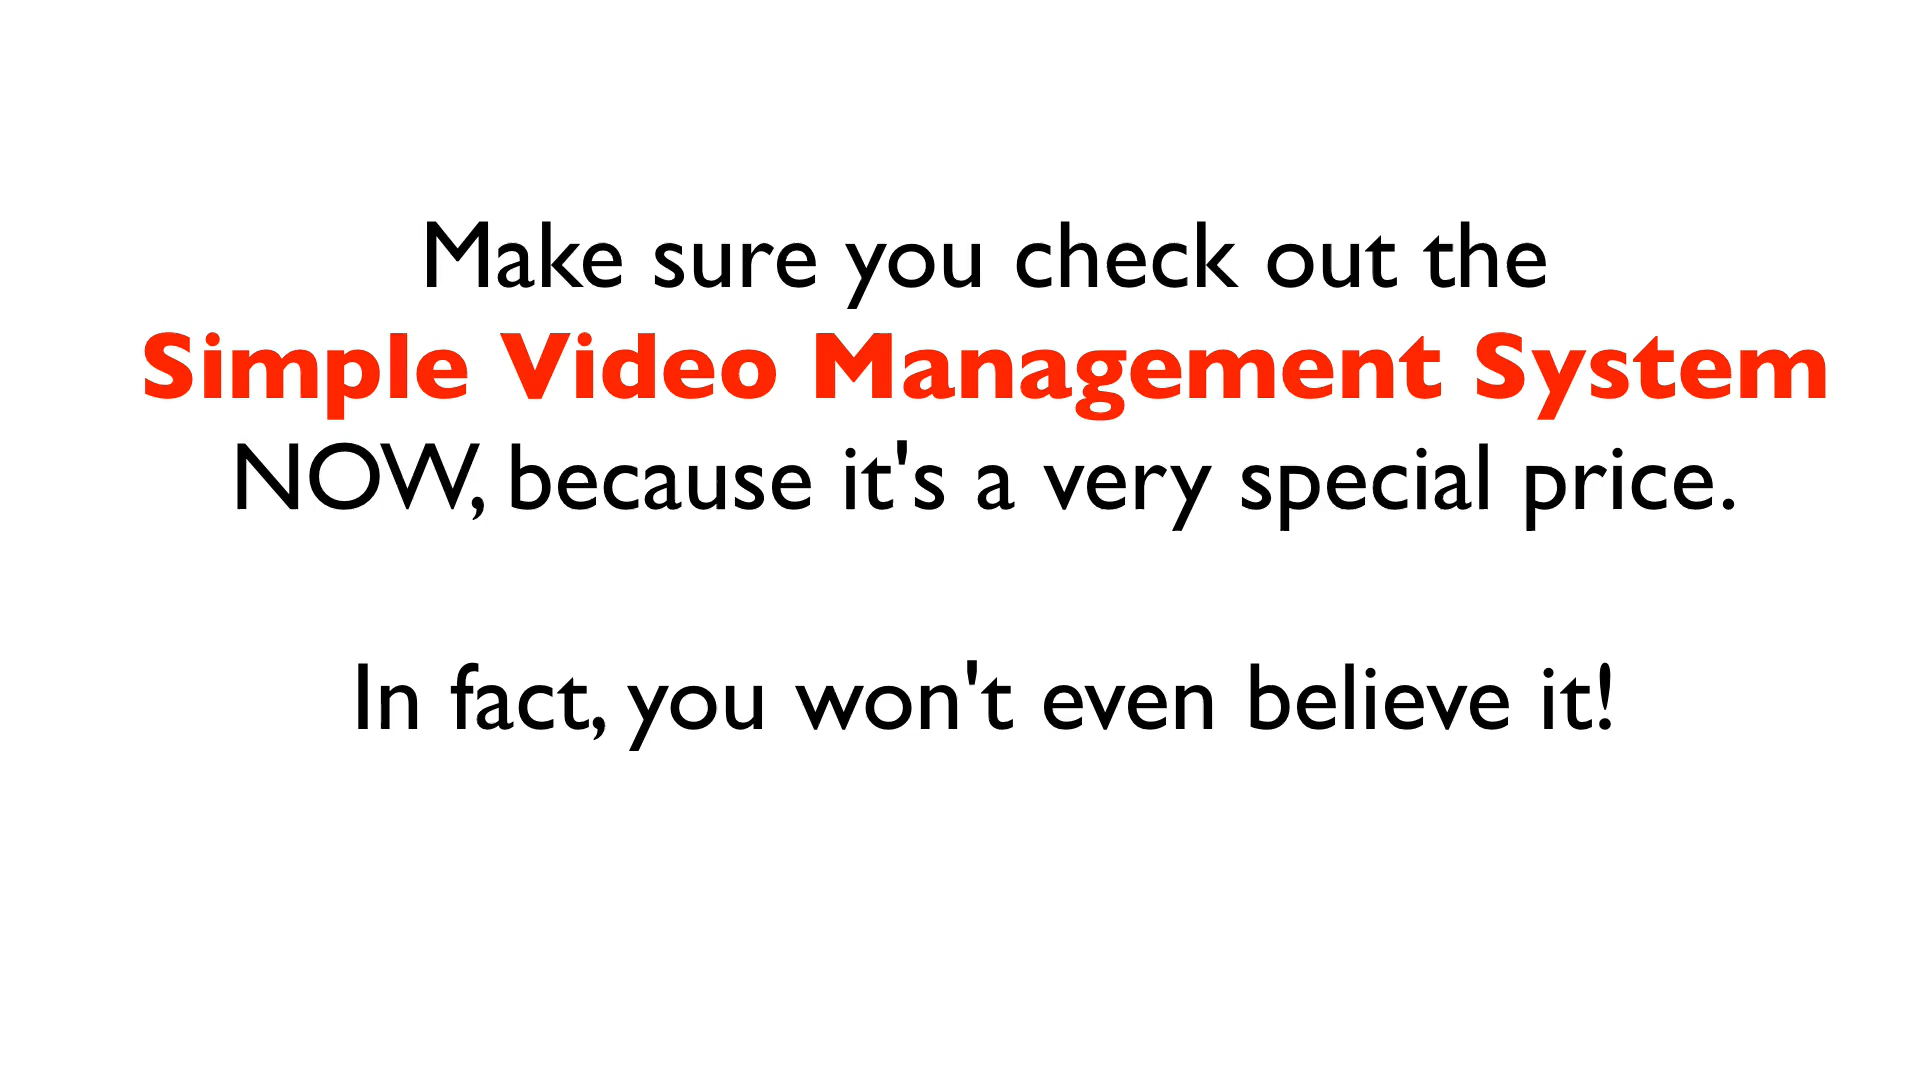 Make sure you check out the
Simple Video Management System
NOW, because it's a very special price.
In fact, you won't even believe it!